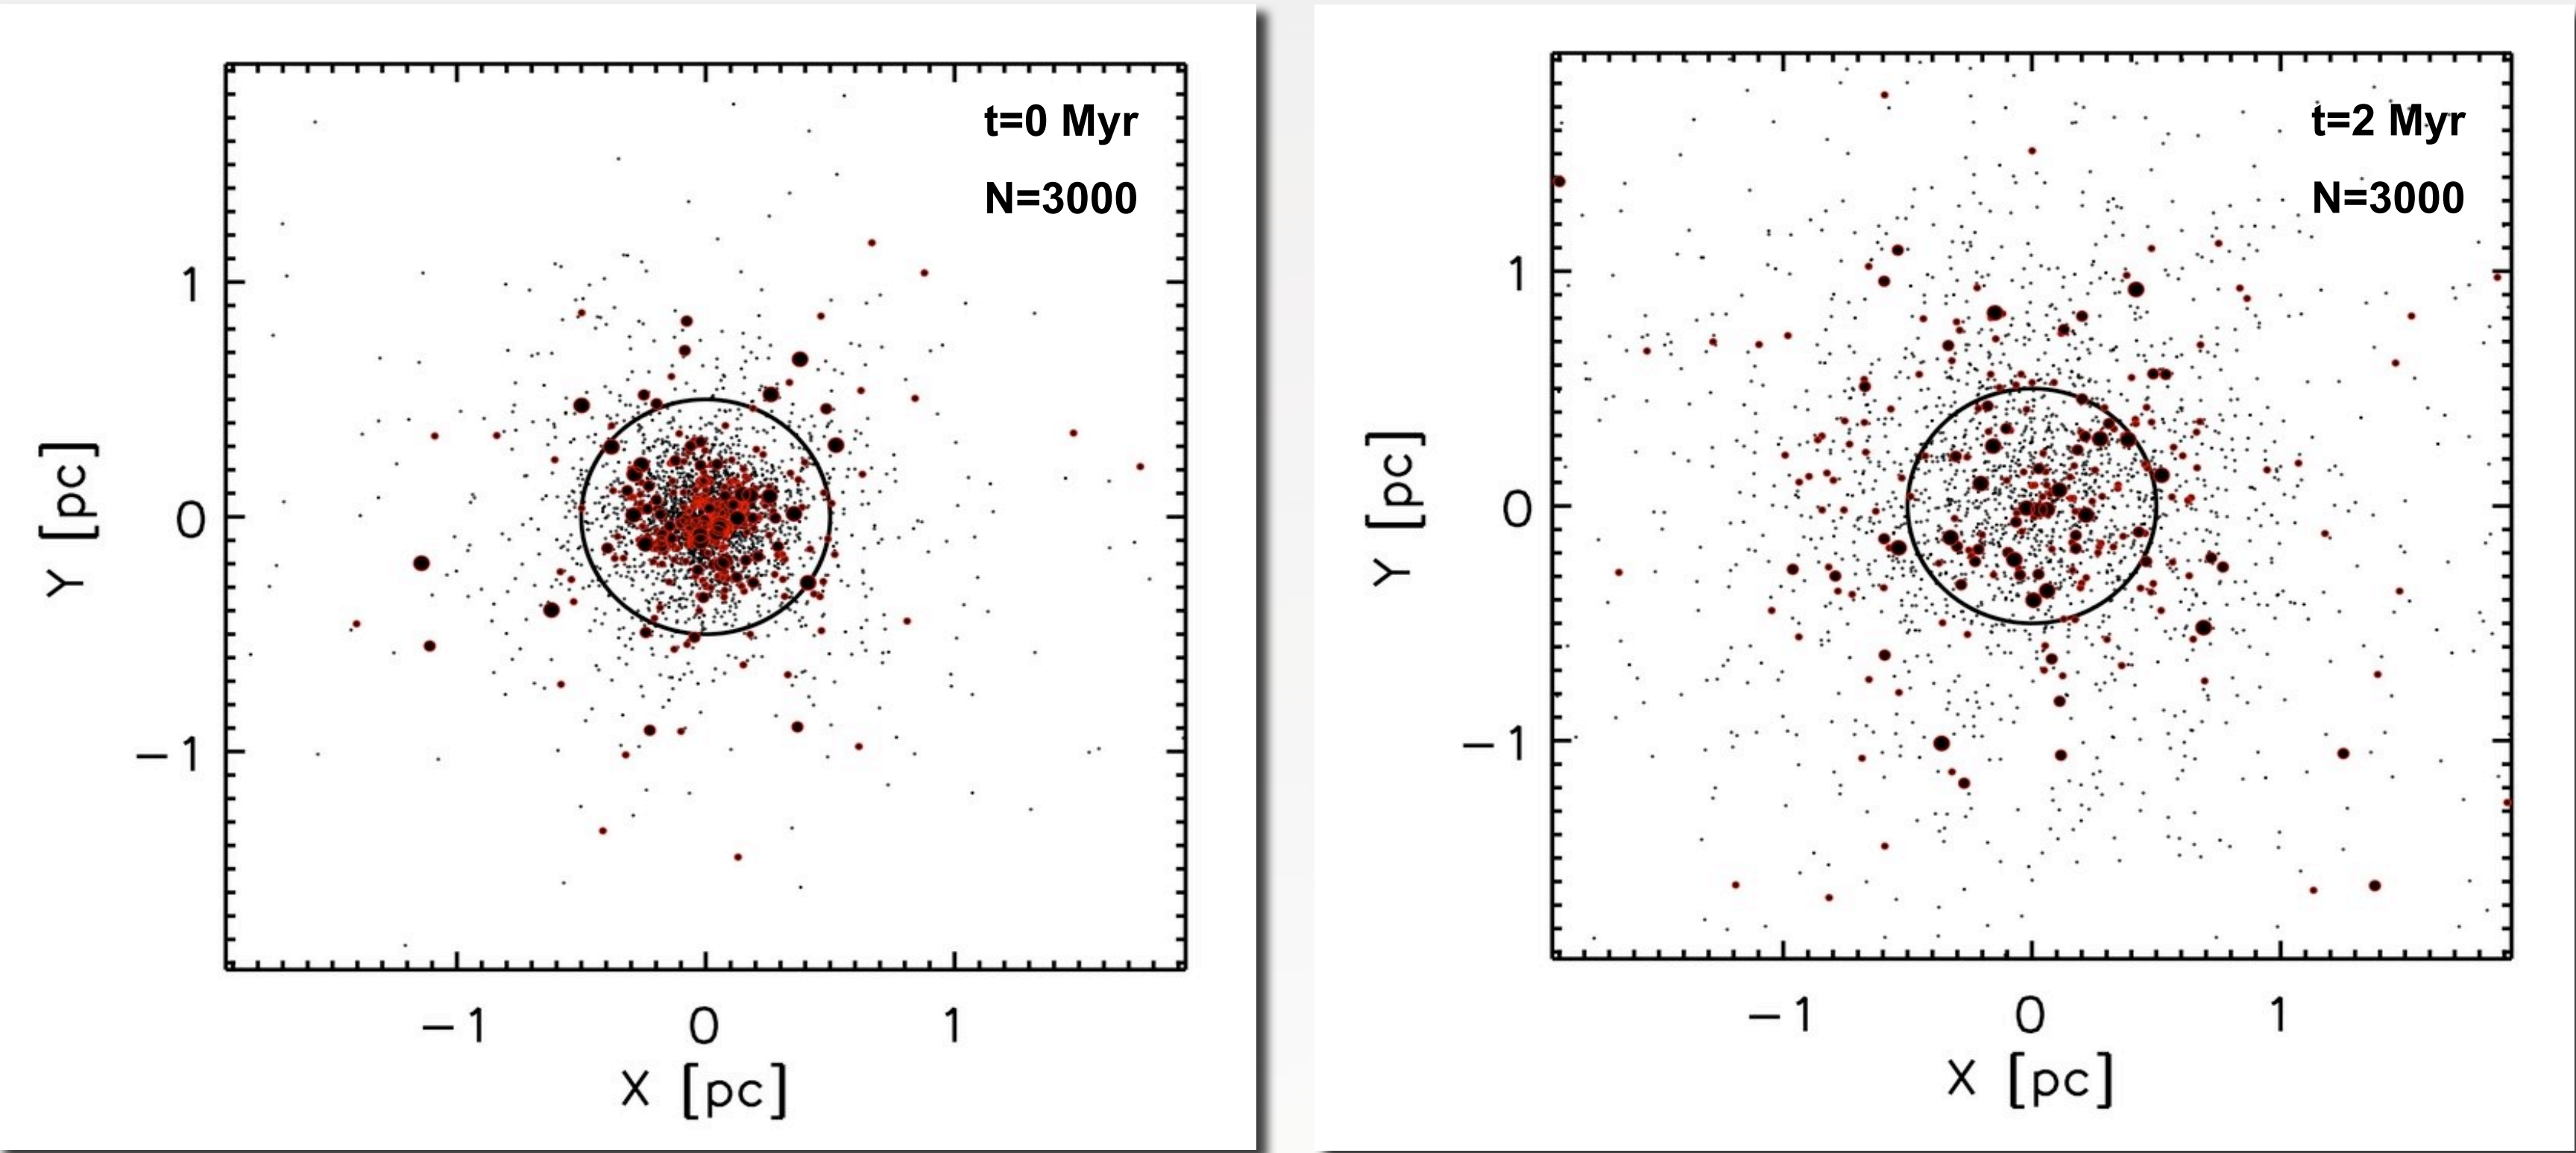 t=0 Myr
N=3000
1
0
−1
Y [pc]
−1 0 1
X [pc]
t=2 Myr
N=3000
1
0
−1
Y [pc]
−1 0 1
X [pc]